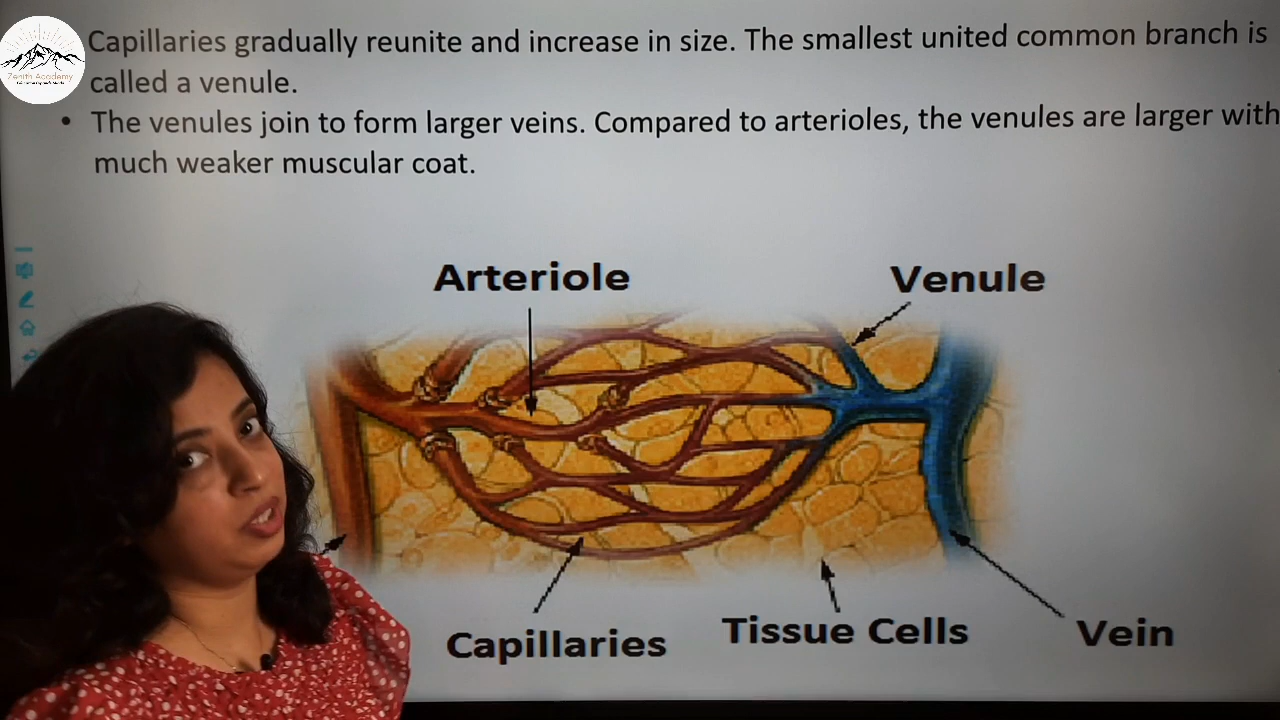 Capillaries gradually reunite and increase in size. The smallest united common branch is
called a venule.
• The venules join to form larger veins. Compared to arterioles, the venules are larger with
much weaker muscular coat.
Zenith Academy
Arteriole
Venule
Capillaries
Tissue Cells
Vein